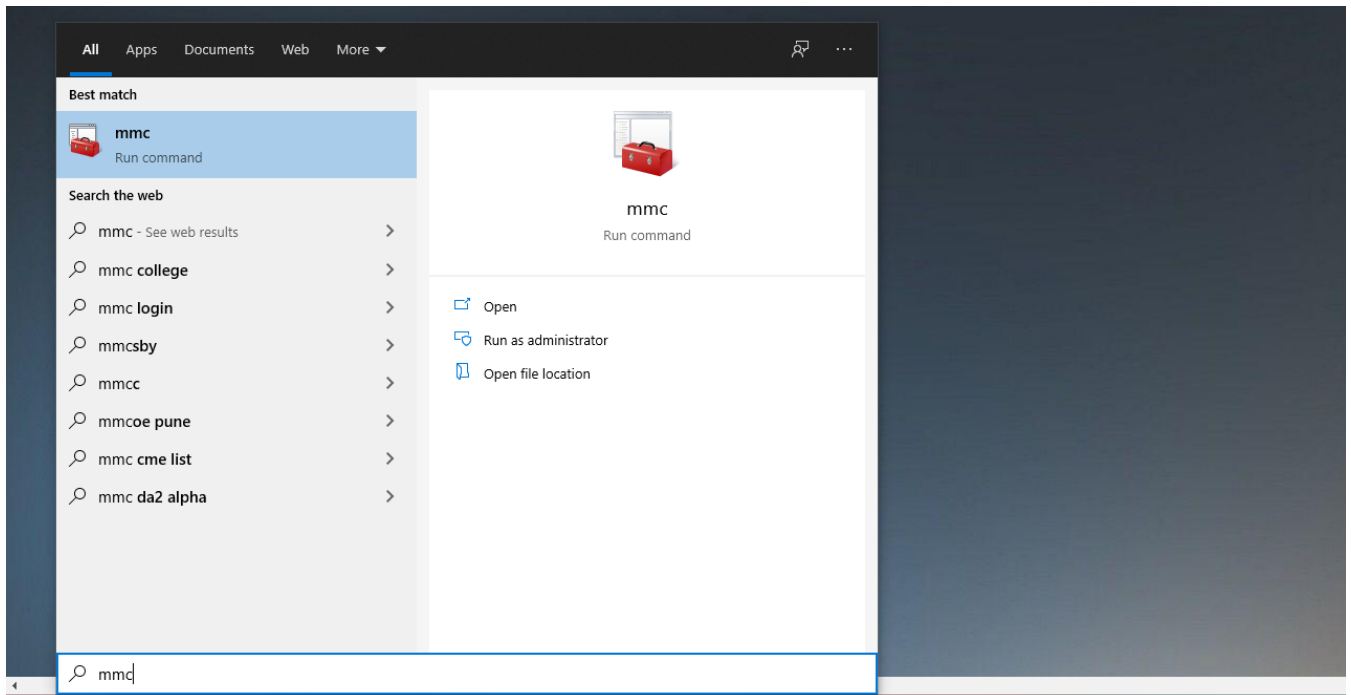 All Apps Documents Web More
Best match
mmc
Run command
Search the web
mmc - See web results
mmc college
mmc login
mmcsby
mmcc
mmcoe pune
mmc cme list
mmc da2 alpha
mmc
Run command
Open
Run as administrator
Open file location
mmc